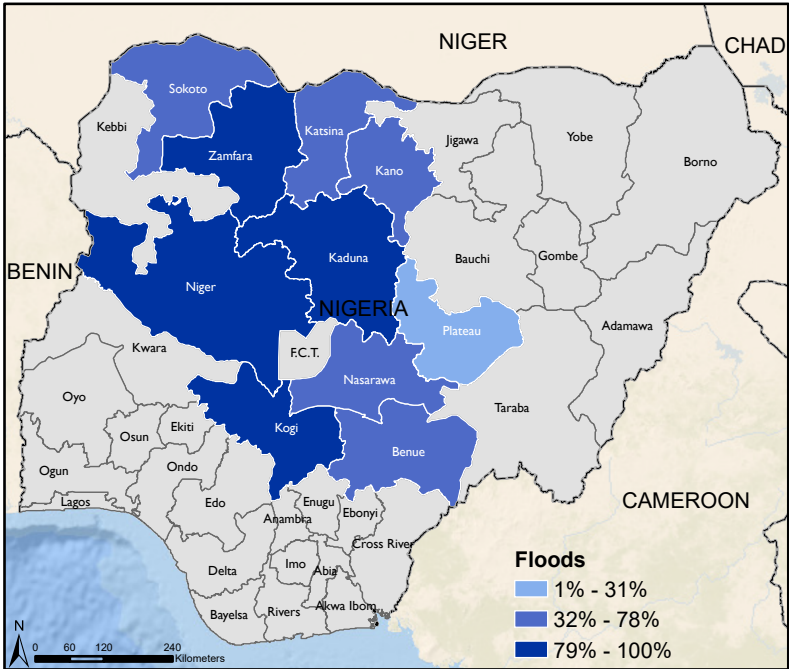 NIGER
CHAD
Sokoto
Kebbi
Katsina
Jigawa
Yobe
Borno
Zamfara
Kano
BENIN
Niger
Kaduna
Bauchi
Gombe
NIGERIA
Plateau
Adamawa
Kwara
F.C.T.
Nasarawa
Taraba
Oyo
Osun
Ekiti
Kogi
Benue
Ogun
Ondo
Lagos
Edo
Anambra
Enugu
Ebonyi
CAMEROON
Cross River
Delta
Imo
Abia
Bayelsa
Rivers
Akwa Ibom
Floods
1% - 31%
32% - 78%
79% - 100%
N
0 60 120 240
Kilometers